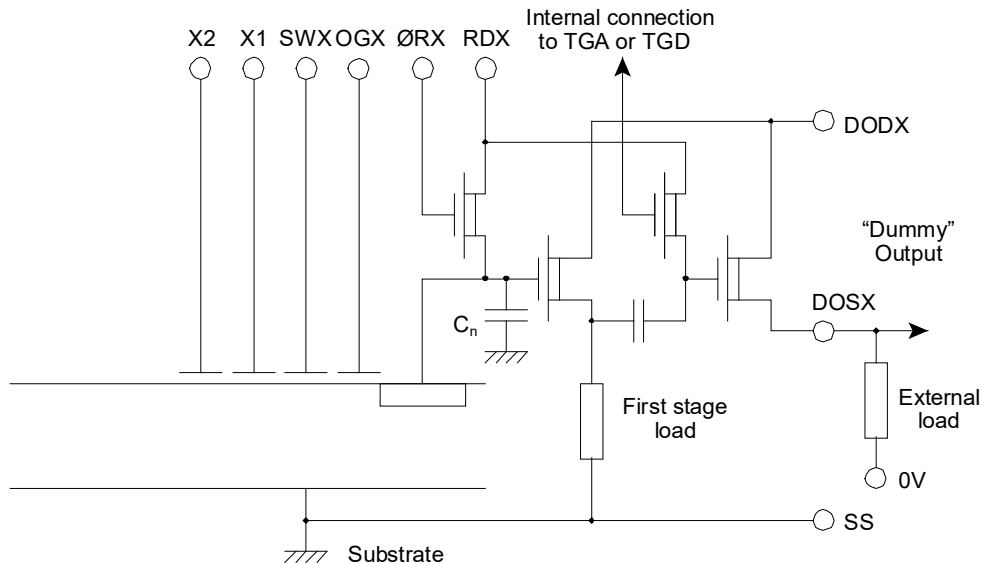 Internal connection
to TGA or TGD
X2 X1 SWX OGX ØRX RDX
DODX
“Dummy”
Output
DOSX
Cn
First stage
load
External
load
0V
SS
Substrate